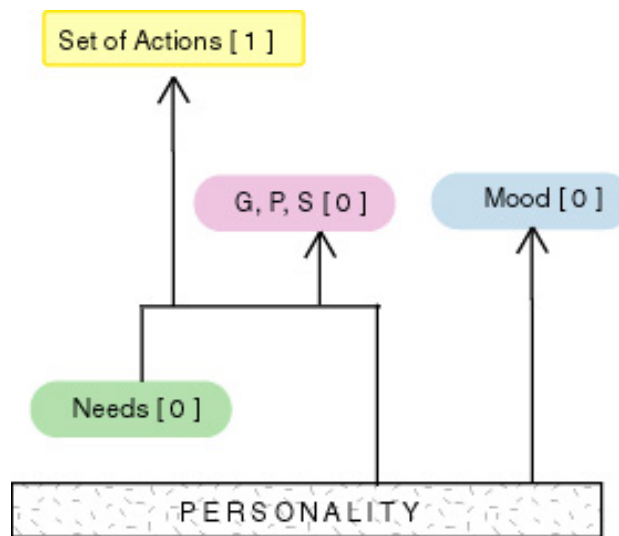 Set of Actions [ 1 ]
G, P, S [ 0 ]
Mood [ 0 ]
Needs [ 0 ]
PERSONALITY